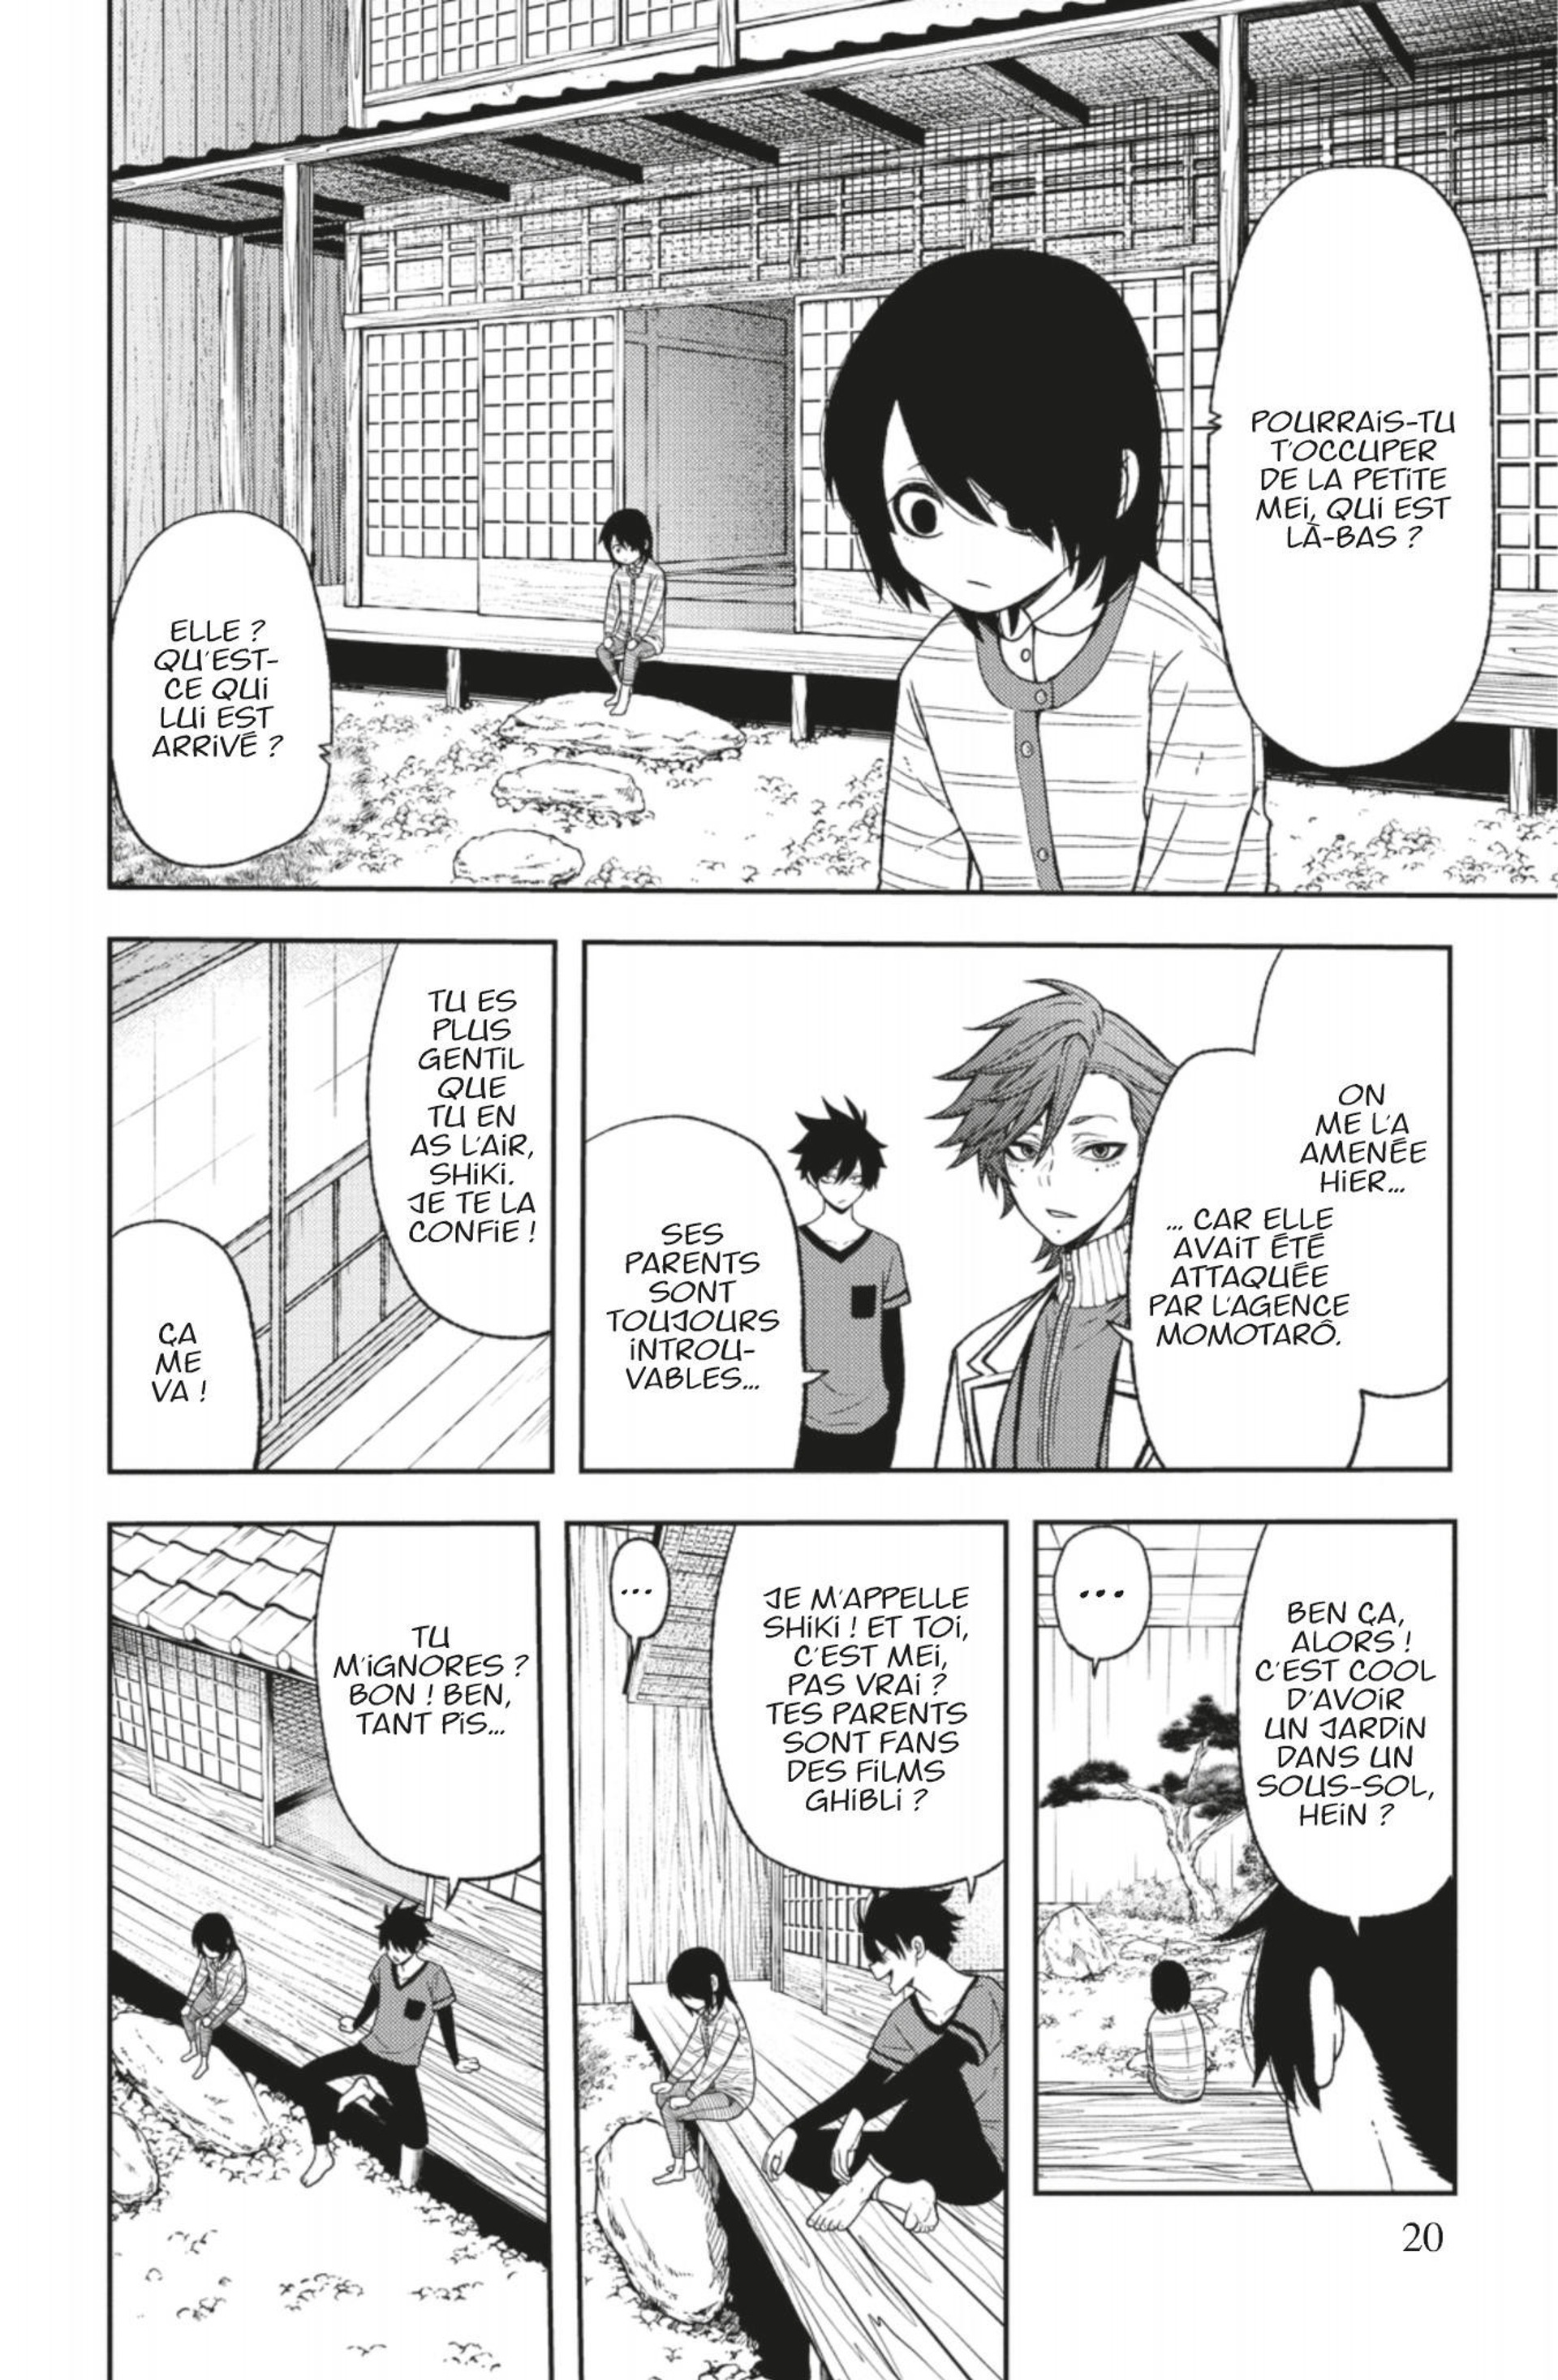 POURRAIS-TU
T'OCCUPER
DE LA PETITE
MEI, QUI EST
LÀ-BAS ?
ELLE ?
QU'EST-
CE QUI
LUI EST
ARRIVÉ ?
ON
ME L'A
AMENÉE
HIER...
... CAR ELLE
AVAIT ÉTÉ
ATTAQUÉE
PAR L'AGENCE
MOMOTARÔ.
SES
PARENTS
SONT
TOUJOURS
INTROU-
VABLES...
TU ES
PLUS
GENTIL
QUE
TU EN
AS L'AIR,
SHIKI.
JE TE LA
CONFIE !
ÇA
ME
VA !
BEN ÇA,
ALORS !
C'EST COOL
D'AVOIR
UN JARDIN
DANS UN
SOUS-SOL,
HEIN ?
...
JE M'APPELLE
SHIKI ! ET TOI,
C'EST MEI,
PAS VRAI ?
TES PARENTS
SONT FANS
DES FILMS
GHIBLI ?
...
TU
M'IGNORES ?
BON ! BEN,
TANT PIS...
20